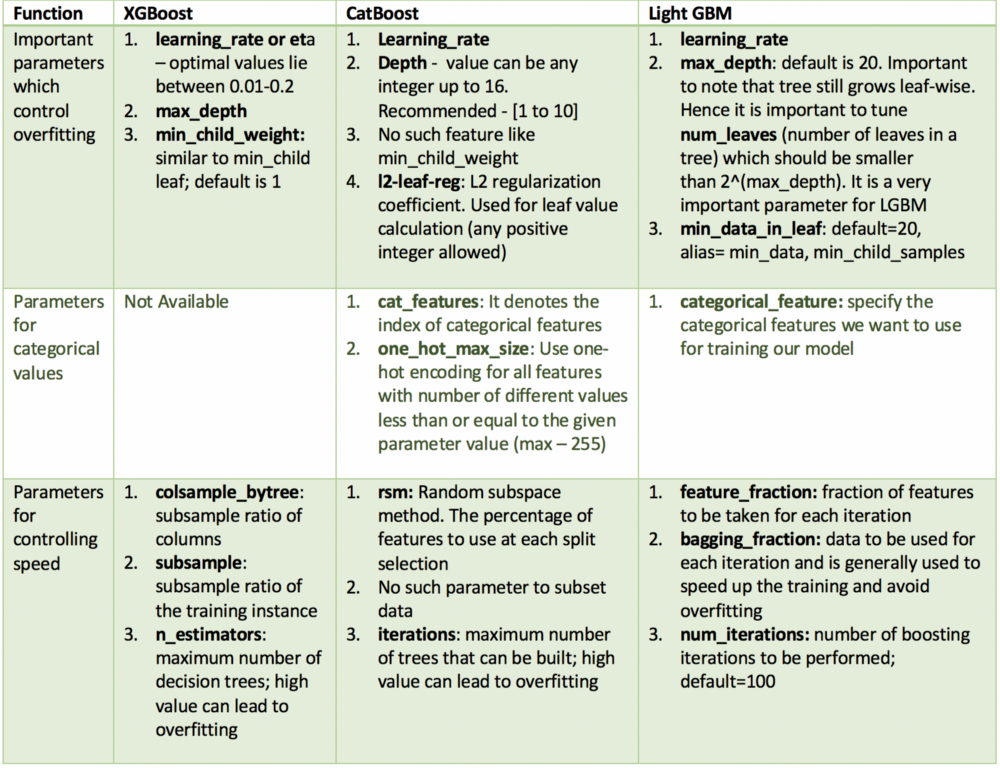 Function
XGBoost
CatBoost
Light GBM
Important
parameters
which
control
overfitting
1. learning_rate or eta
– optimal values lie
between 0.01-0.2
2. max_depth
3. min_child_weight:
similar to min_child
leaf; default is 1
1. Learning_rate
2. Depth - value can be any
integer up to 16.
Recommended - [1 to 10]
3. No such feature like
min_child_weight
4. l2-leaf-reg: L2 regularization
coefficient. Used for leaf value
calculation (any positive
integer allowed)
1. learning_rate
2. max_depth: default is 20. Important
to note that tree still grows leaf-wise.
Hence it is important to tune
num_leaves (number of leaves in a
tree) which should be smaller
than 2^(max_depth). It is a very
important parameter for LGBM
3. min_data_in_leaf: default=20,
alias= min_data, min_child_samples
Parameters
for
categorical
values
Not Available
1. cat_features: It denotes the
index of categorical features
2. one_hot_max_size: Use one-
hot encoding for all features
with number of different values
less than or equal to the given
parameter value (max – 255)
1. categorical_feature: specify the
categorical features we want to use
for training our model
Parameters
for
controlling
speed
1. colsample_bytree:
subsample ratio of
columns
2. subsample:
subsample ratio of
the training instance
3. n_estimators:
maximum number of
decision trees; high
value can lead to
overfitting
1. rsm: Random subspace
method. The percentage of
features to use at each split
selection
2. No such parameter to subset
data
3. iterations: maximum number
of trees that can be built; high
value can lead to overfitting
1. feature_fraction: fraction of features
to be taken for each iteration
2. bagging_fraction: data to be used for
each iteration and is generally used to
speed up the training and avoid
overfitting
3. num_iterations: number of boosting
iterations to be performed;
default=100